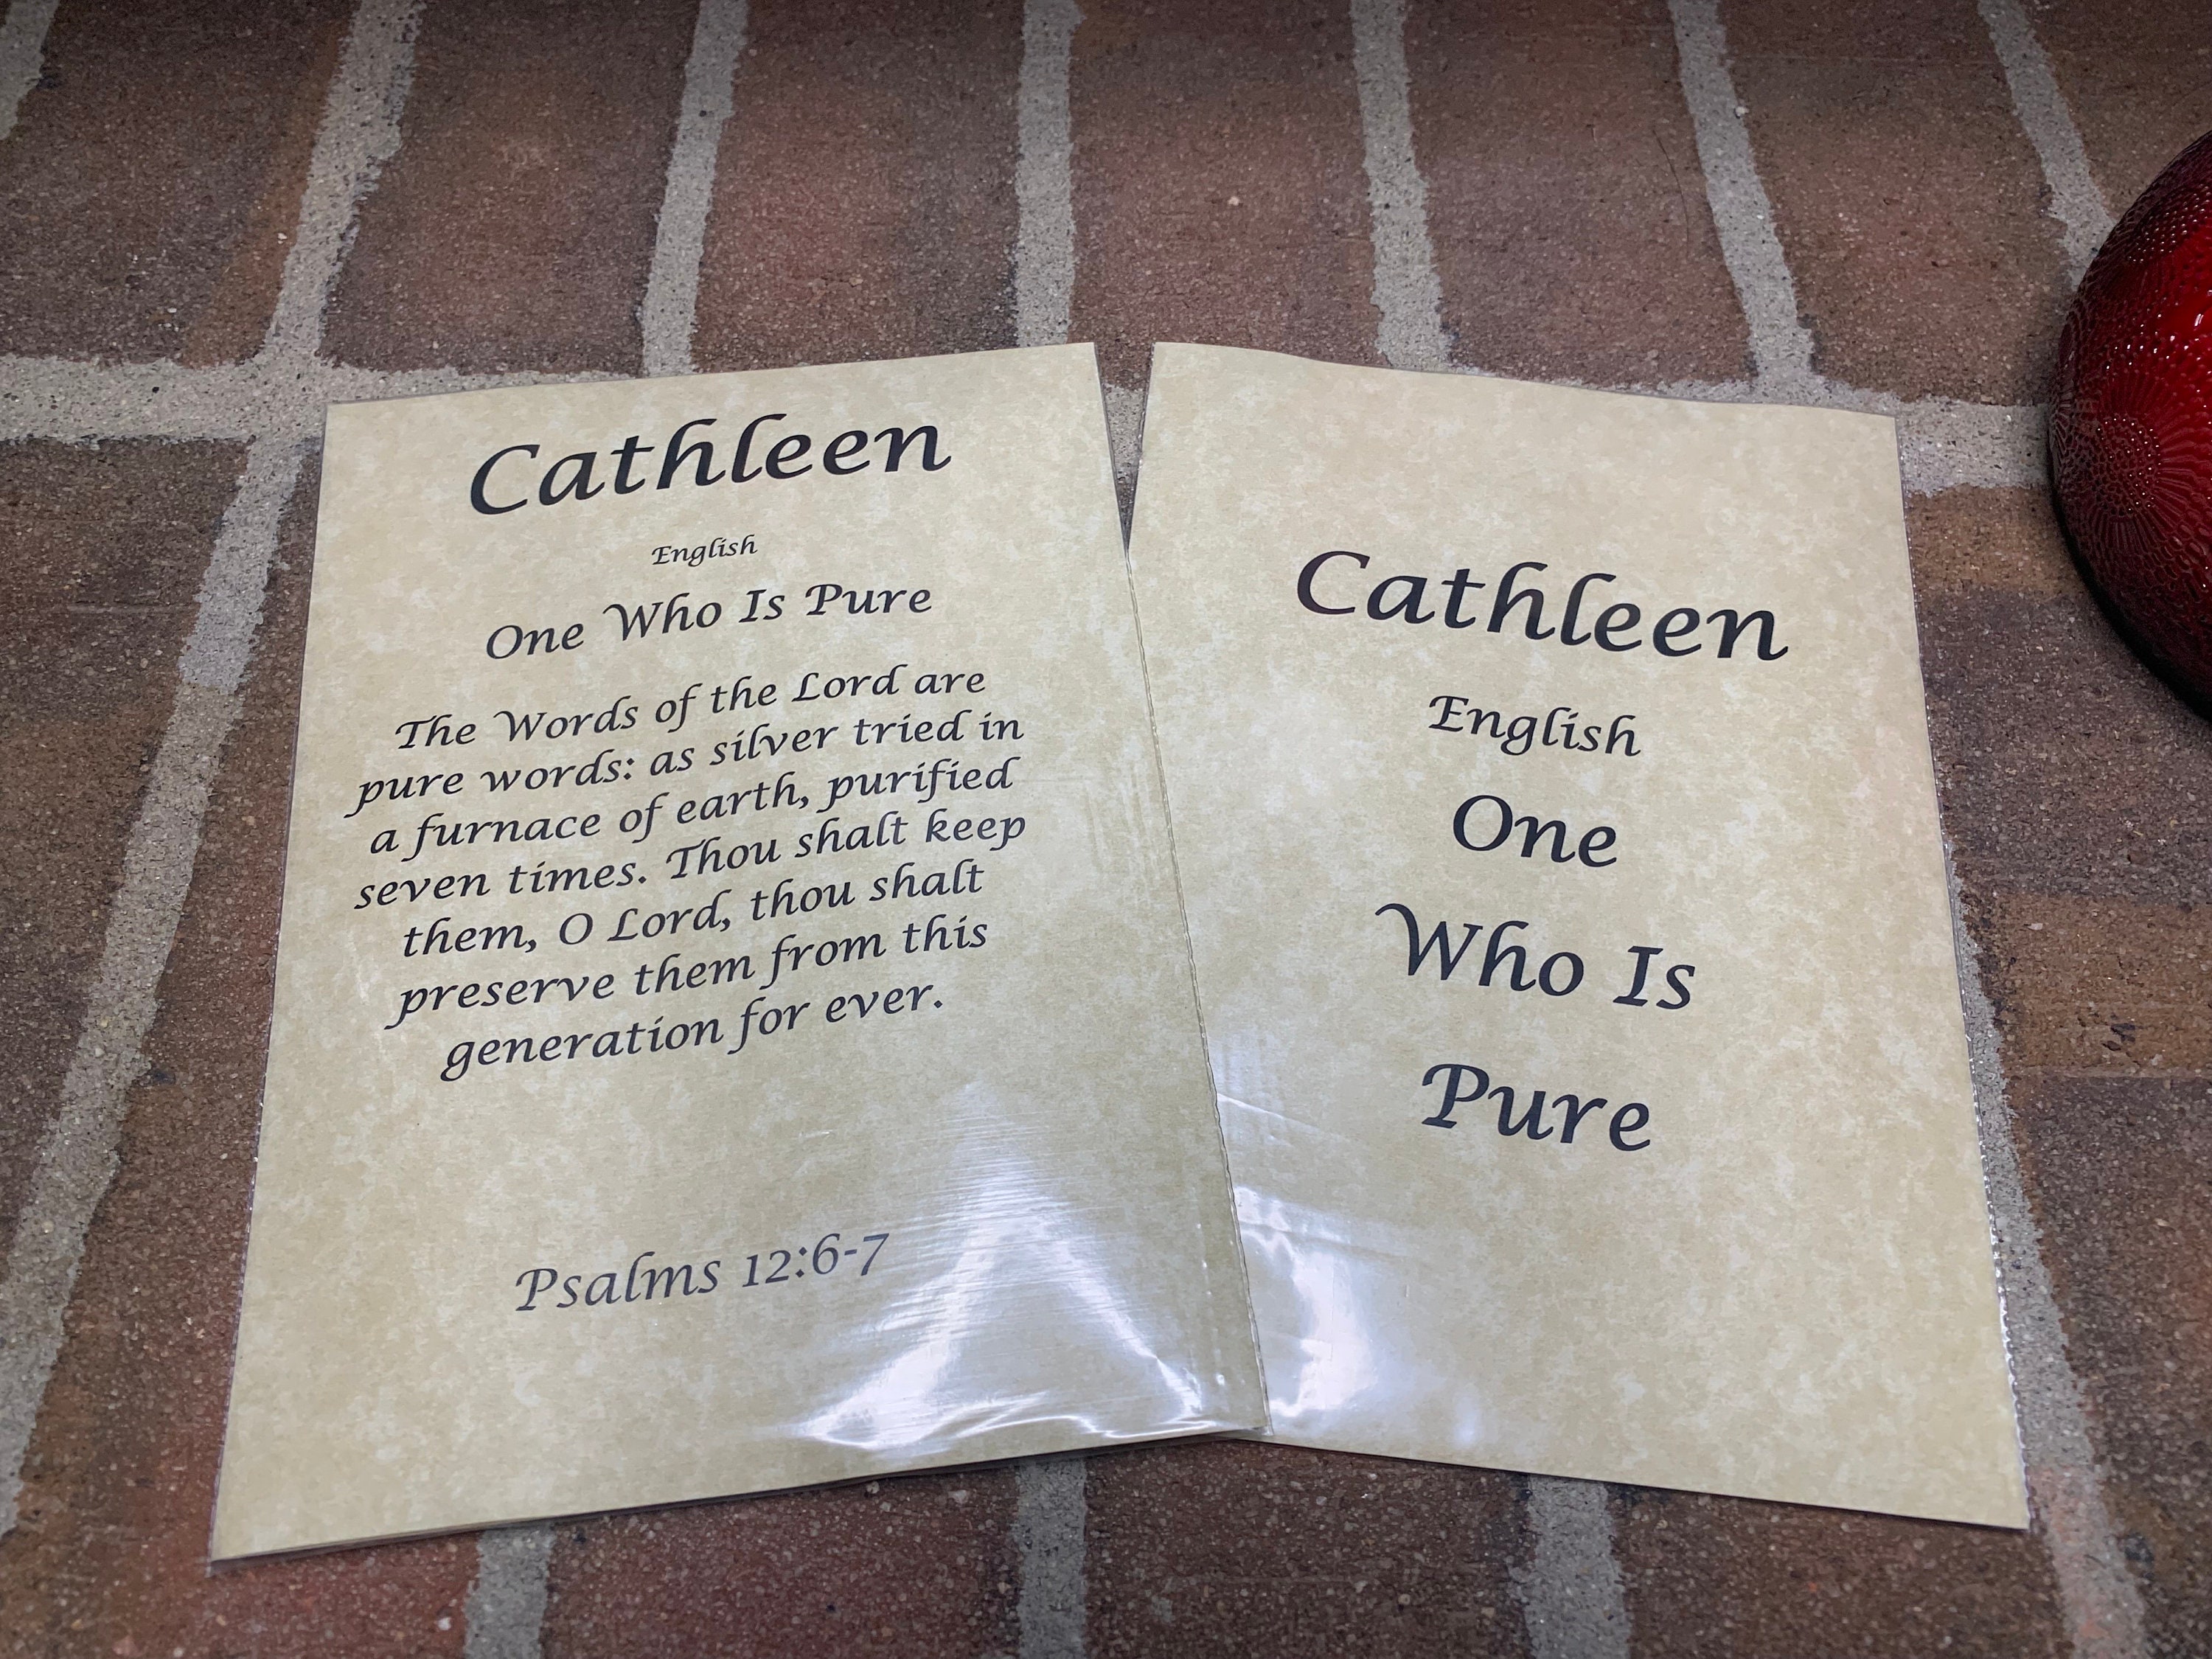 Cathleen
English
One Who Is Pure
The Words of the Lord are
pure words: as silver tried in
a furnace of earth, purified
seven times. Thou shalt keep
them, O Lord, thou shalt
preserve them from this
generation for ever.
Psalms 12:6-7
Cathleen
English
One
Who Is
Pure